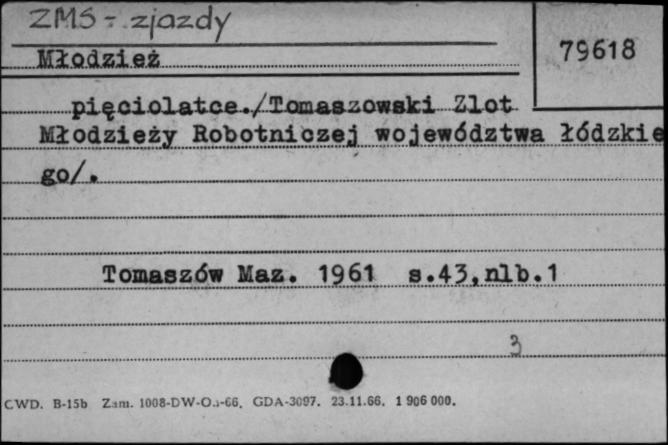 ZMS - zjazdy
79618
Młodzież
pięciolatce./Tomaszowski Zlot
Młodzieży Robotniczej województwa łódzkie
go/.
Tomaszów Maz. 1961 s.43,nlb.1
3
CWD. B-15b Zam. 1008-DW-Oś-66. GDA-3097. 23.11.66. 1 906 000.